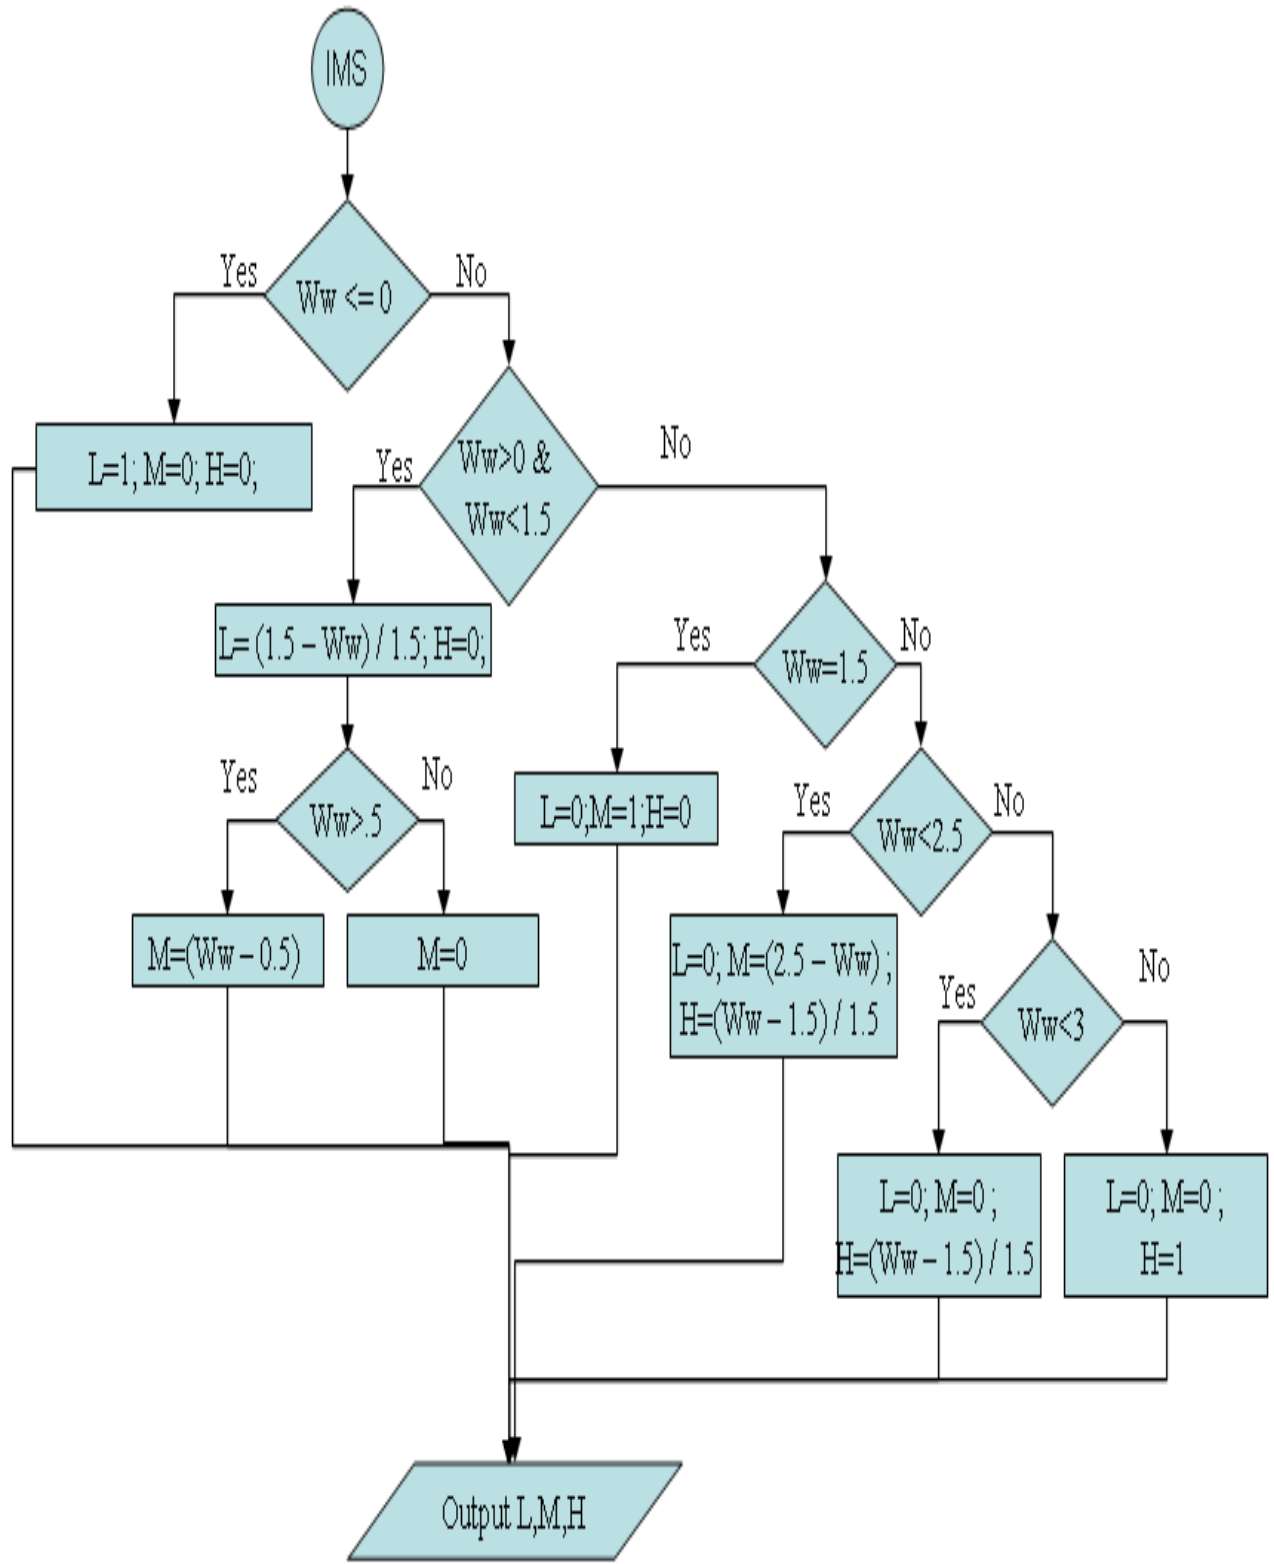 IMS
Yes
No
Ww <= 0
L=1; M=0; H=0;
Yes
Ww>0 &
Ww<1.5
No
L= (1.5 – Ww) / 1.5; H=0;
Yes
Ww=1.5
No
Yes
Ww>.5
No
L=0;M=1;H=0
Yes
Ww<2.5
No
M=(Ww – 0.5)
M=0
L=0; M=(2.5 – Ww) ;
H=(Ww – 1.5) / 1.5
Yes
Ww<3
No
L=0; M=0 ;
H=(Ww – 1.5) / 1.5
L=0; M=0 ;
H=1
Output L,M,H